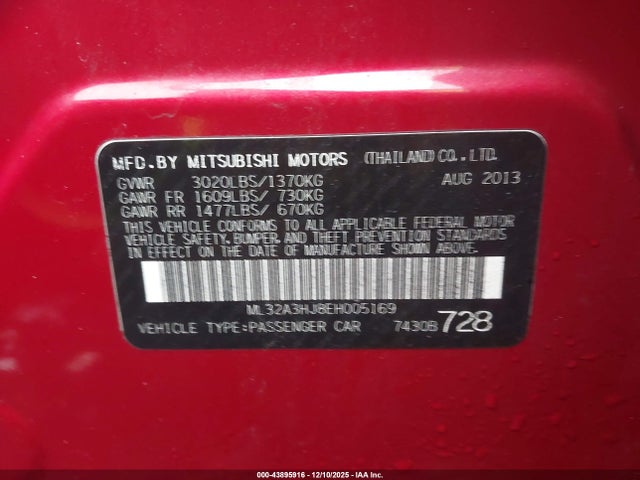 MFD.BY MITSUBISHI MOTORS (THAILAND)CO.,LTD.
GVWR 3020LBS/1370KG AUG 2013
GAWR FR 1609LBS/ 730KG
GAWR RR 1477LBS/ 670KG
THIS VEHICLE CONFORMS TO ALL APPLICABLE FEDERAL MOTOR
VEHICLE SAFETY, BUMPER, AND THEFT PREVENTION STANDARDS
IN EFFECT ON THE DATE OF MANUFACTURE SHOWN ABOVE.
ML32A3HJ8EH005169
VEHICLE TYPE:PASSENGER CAR 7430B 728
000-43895916 - 12/10/2025 - IAAI, Inc.